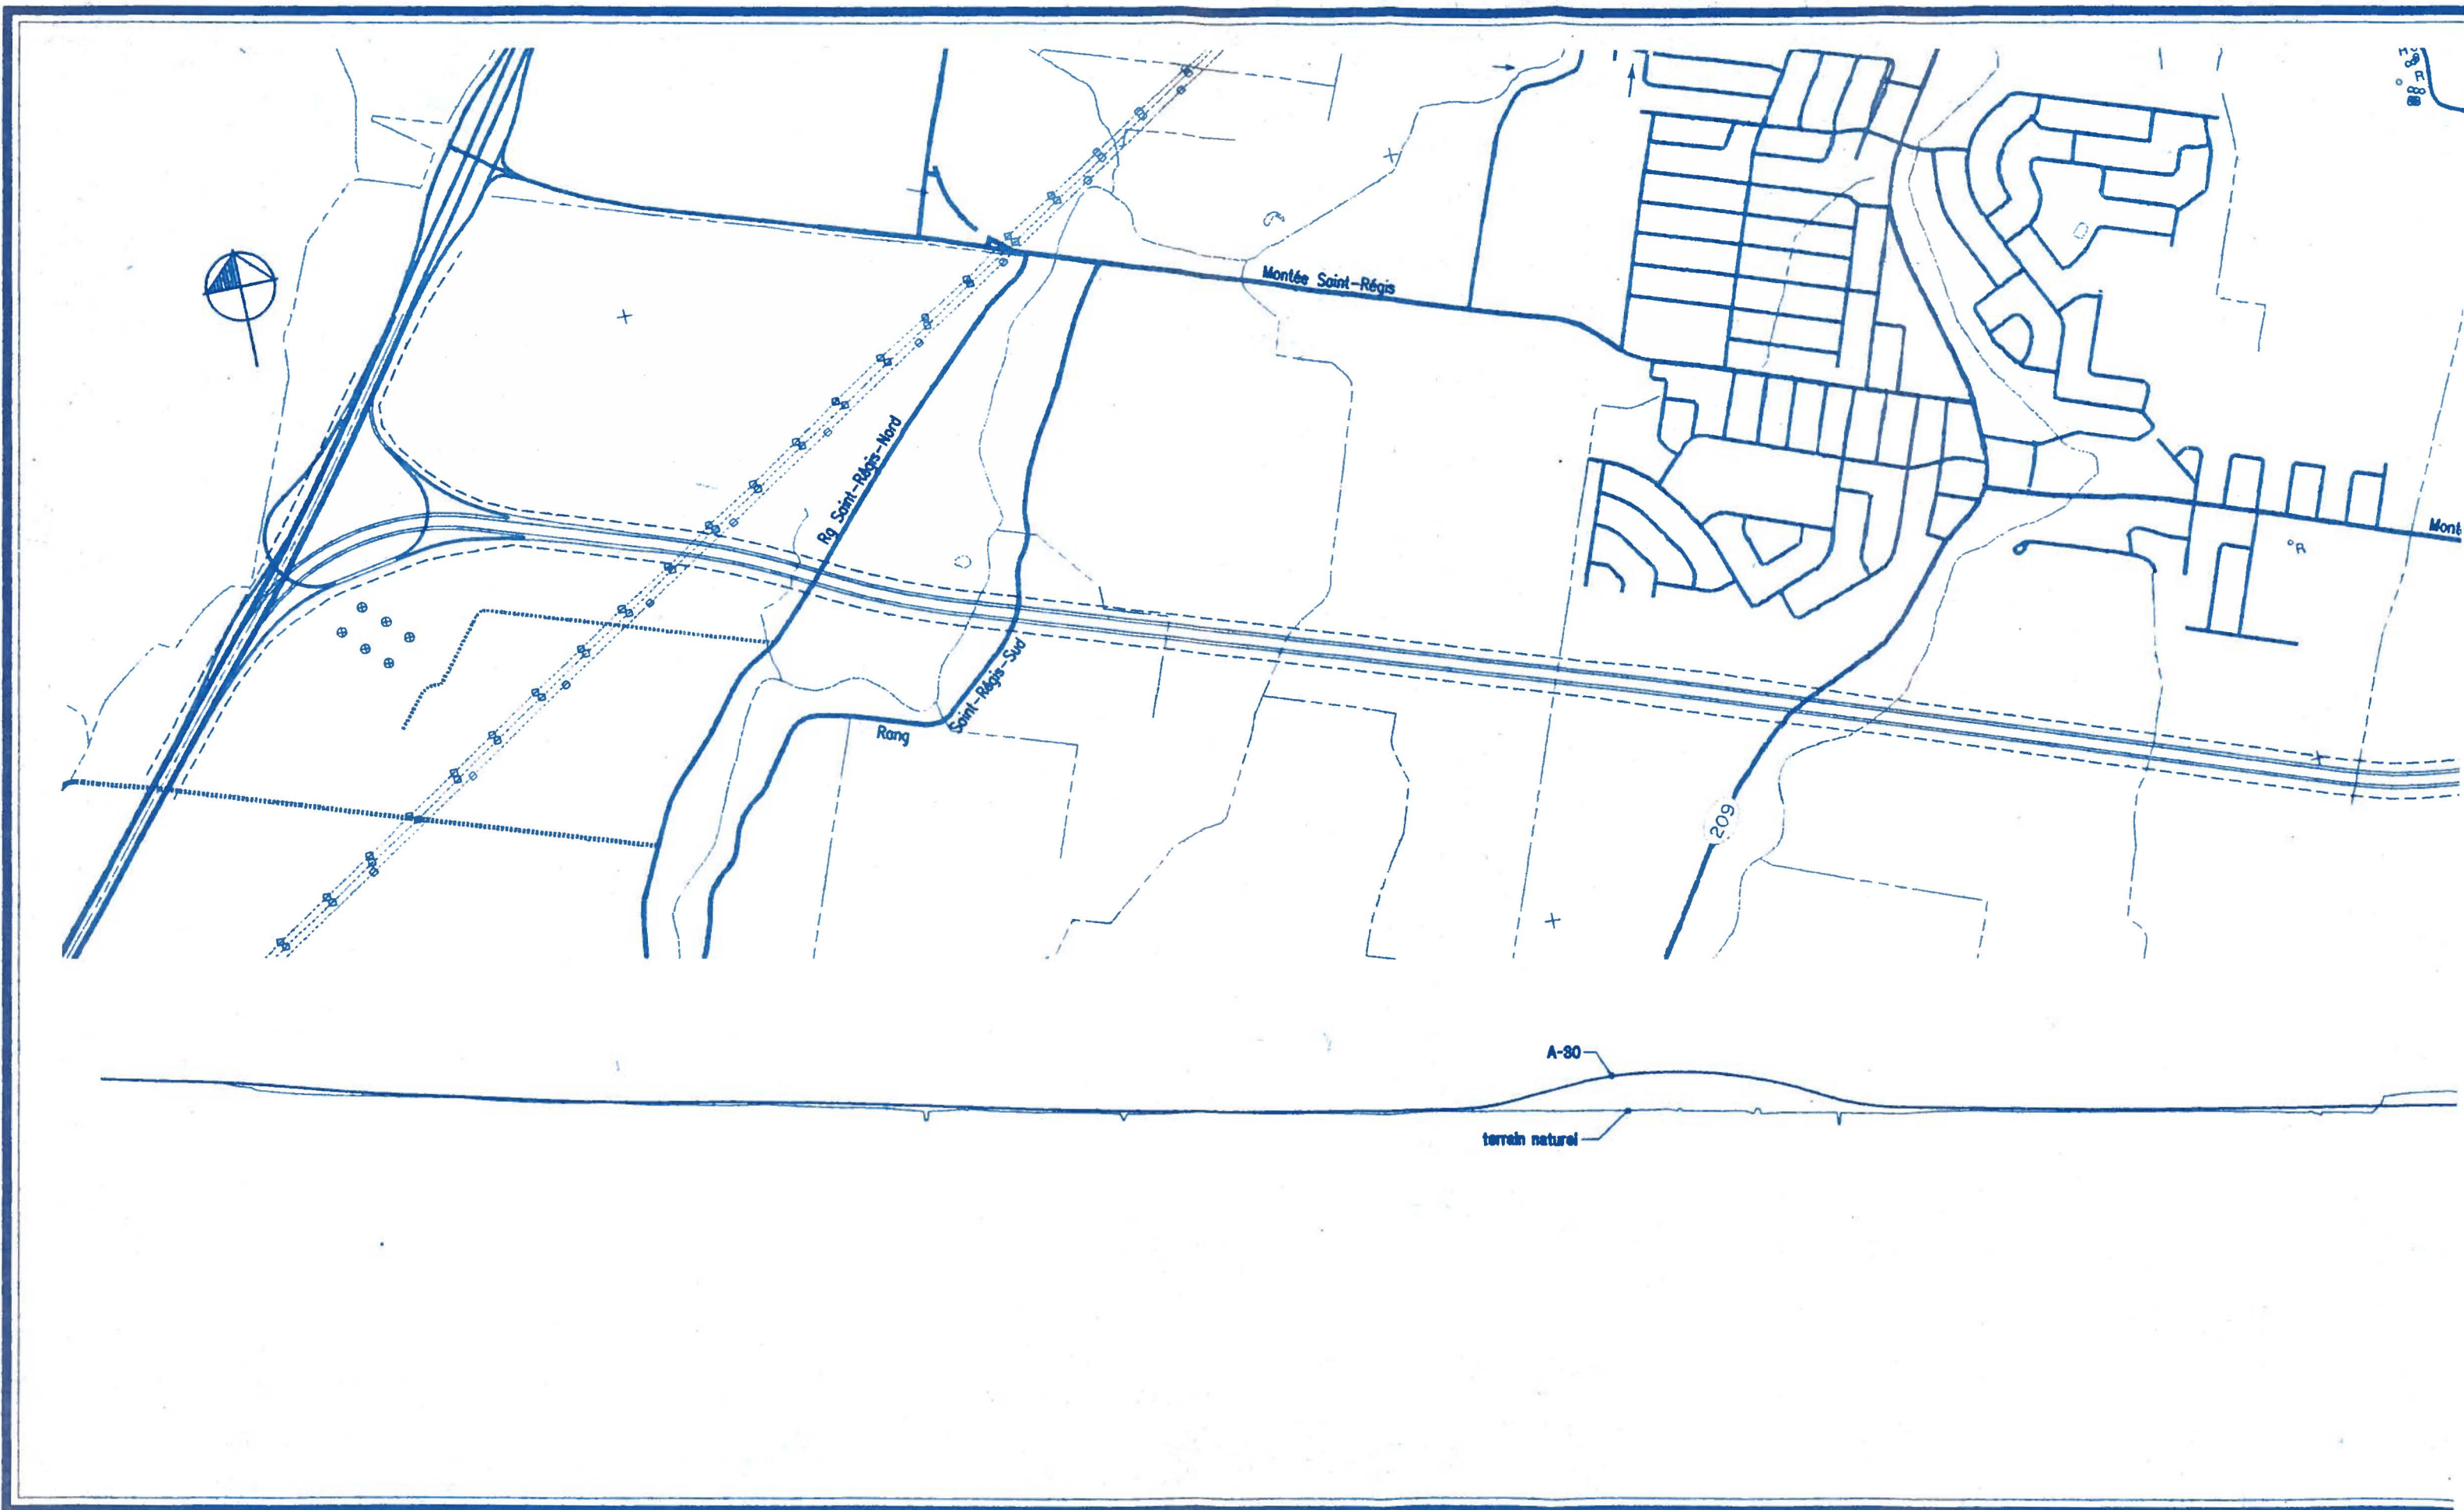 R
Montée Saint-Régis
Rg Saint-Régis-Nord
Mont
R
Rang Saint-Régis-Sud
209
A-30
terrain naturel